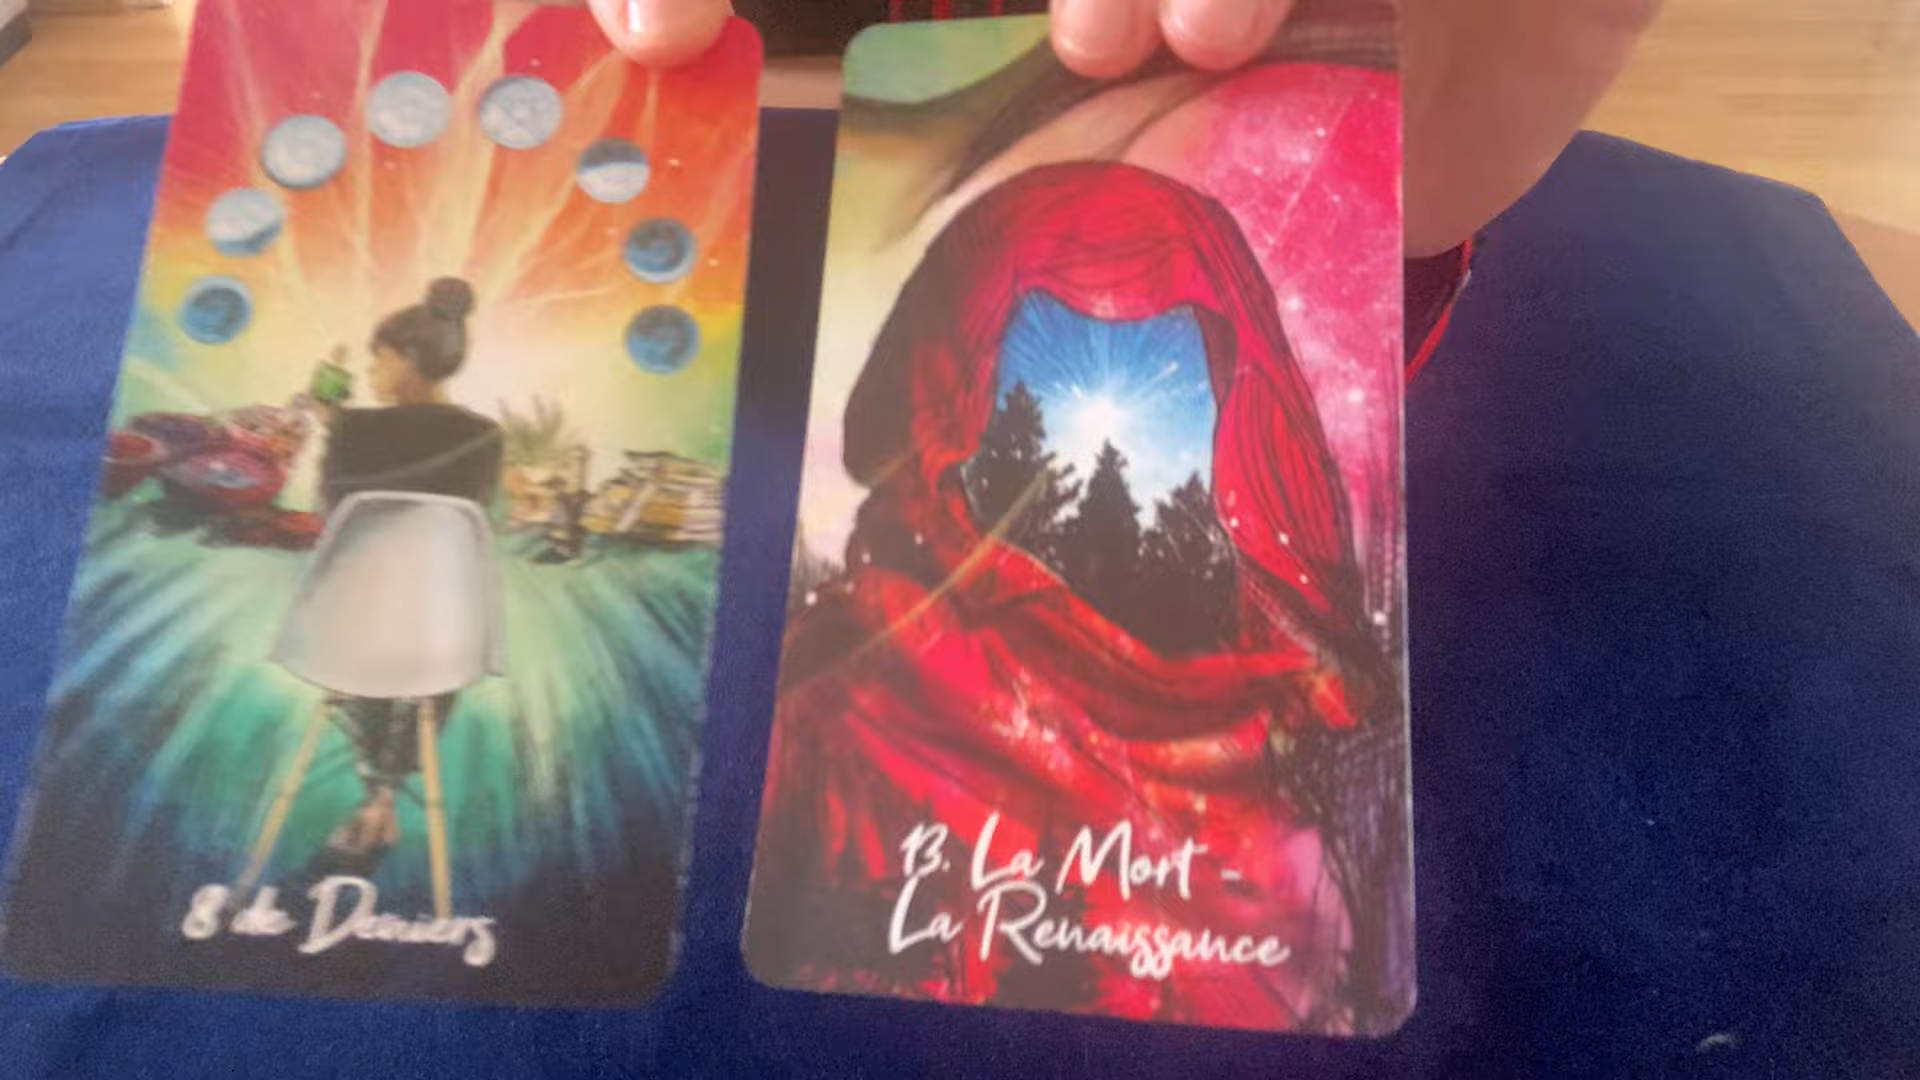 8 de Deniers
13. La Mort -
La Renaissance